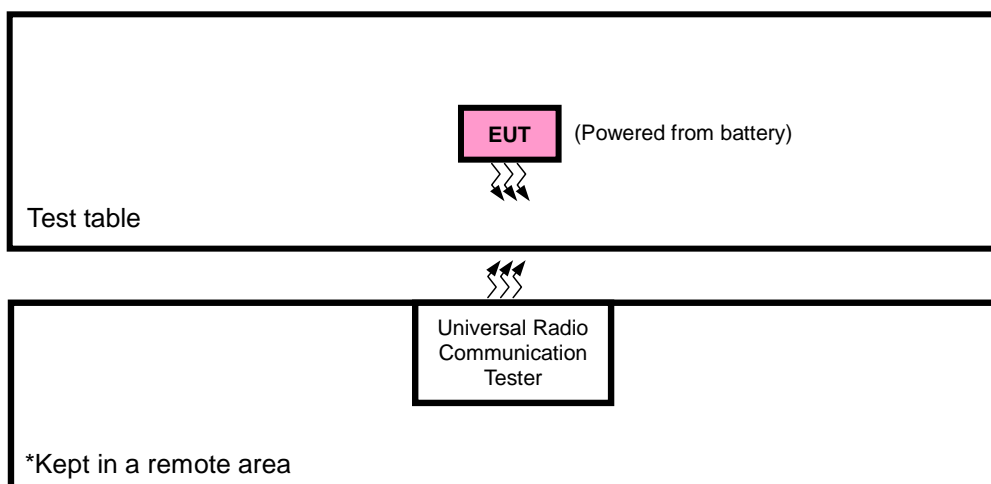 EUT
(Powered from battery)
Test table
Universal Radio
Communication
Tester
*Kept in a remote area